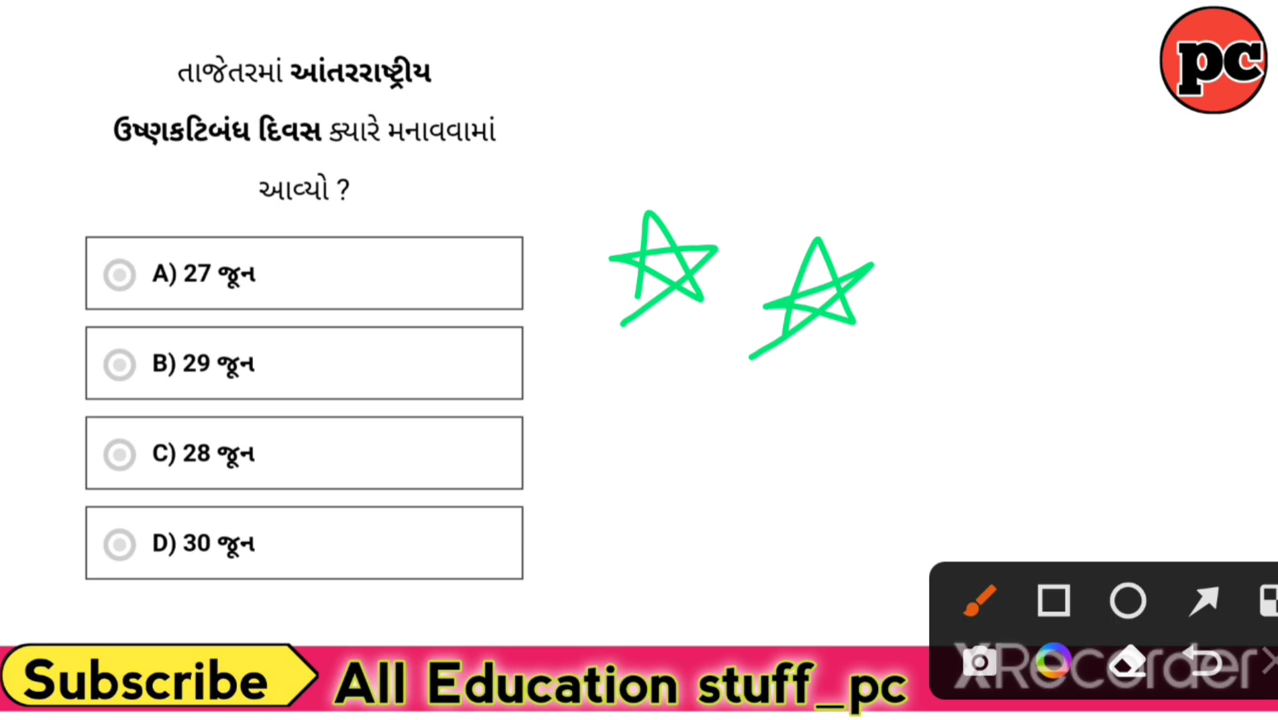 pc
તાજેતરમાં આંતરરાષ્ટ્રીય
ઉષ્ણકટિબંધ દિવસ ક્યારે મનાવવામાં
આવ્યો ?
A) 27 જૂન
B) 29 જૂન
C) 28 જૂન
D) 30 જૂન
XRecorder
Subscribe
All Education stuff_pc